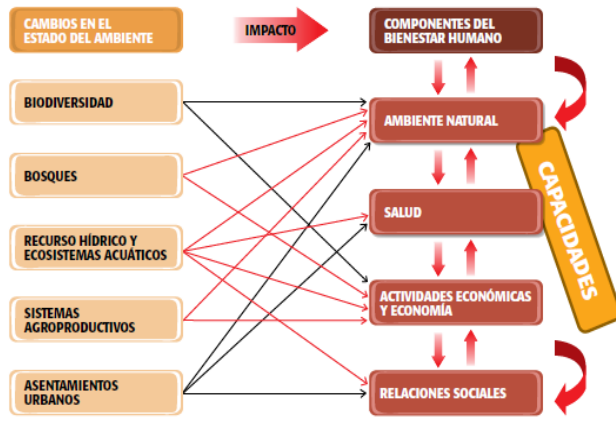 CAMBIOS EN EL
ESTADO DEL AMBIENTE
IMPACTO
COMPONENTES DEL
BIENESTAR HUMANO
BIODIVERSIDAD
AMBIENTE NATURAL
BOSQUES
SALUD
RECURSO HÍDRICO Y
ECOSISTEMAS ACUÁTICOS
ACTIVIDADES ECONÓMICAS
Y ECONOMÍA
SISTEMAS
AGROPRODUCTIVOS
ASENTAMIENTOS
URBANOS
RELACIONES SOCIALES
CAPACIDADES